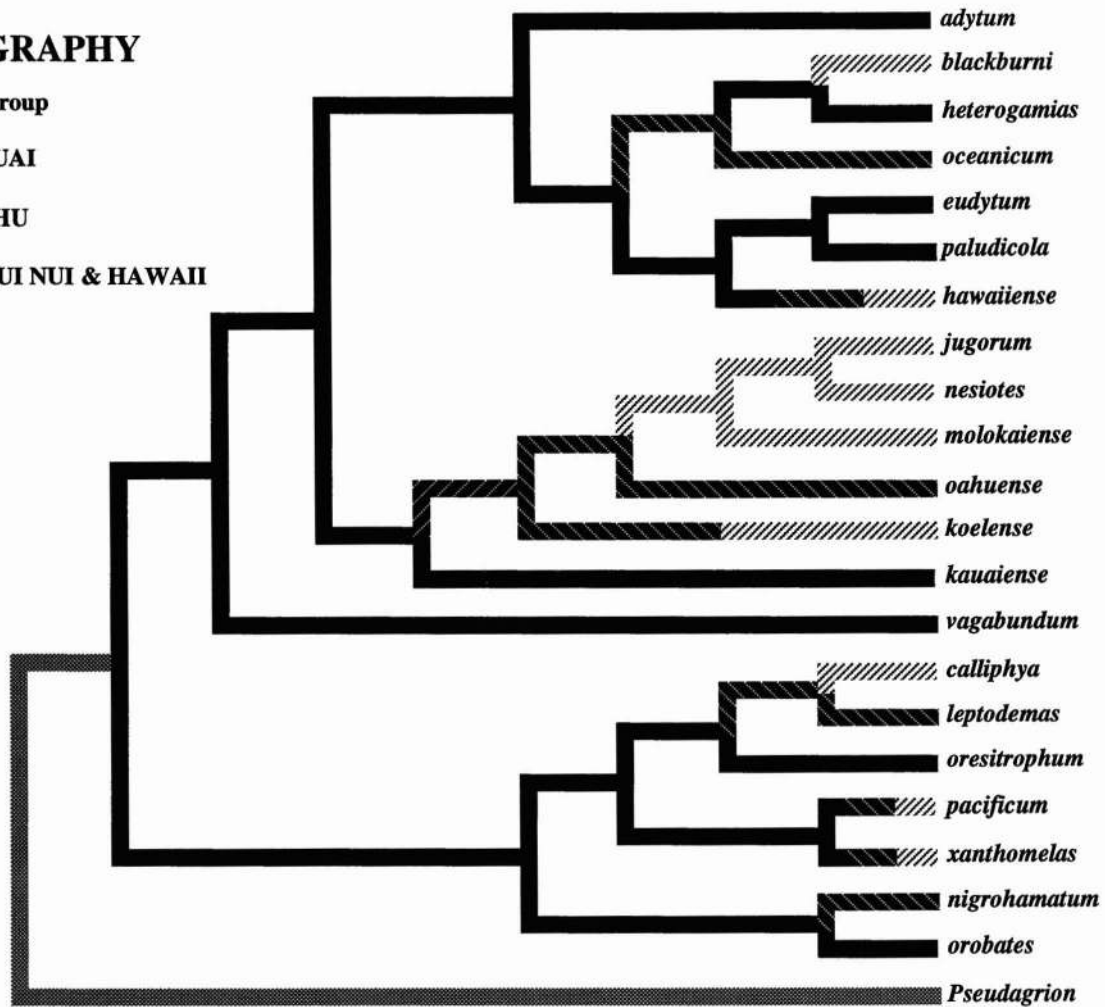 GRAPHY
roup
UAI
HU
UI NUI & HAWAII
adytum
blackburni
heterogamias
oceanicum
eudytum
paludicola
hawaiiense
jugorum
nesiotes
molokaiense
oahuense
koelense
kauaiense
vagabundum
calliphya
leptodemas
oresitrophum
pacificum
xanthomelas
nigrohamatum
orobates
Pseudagrion